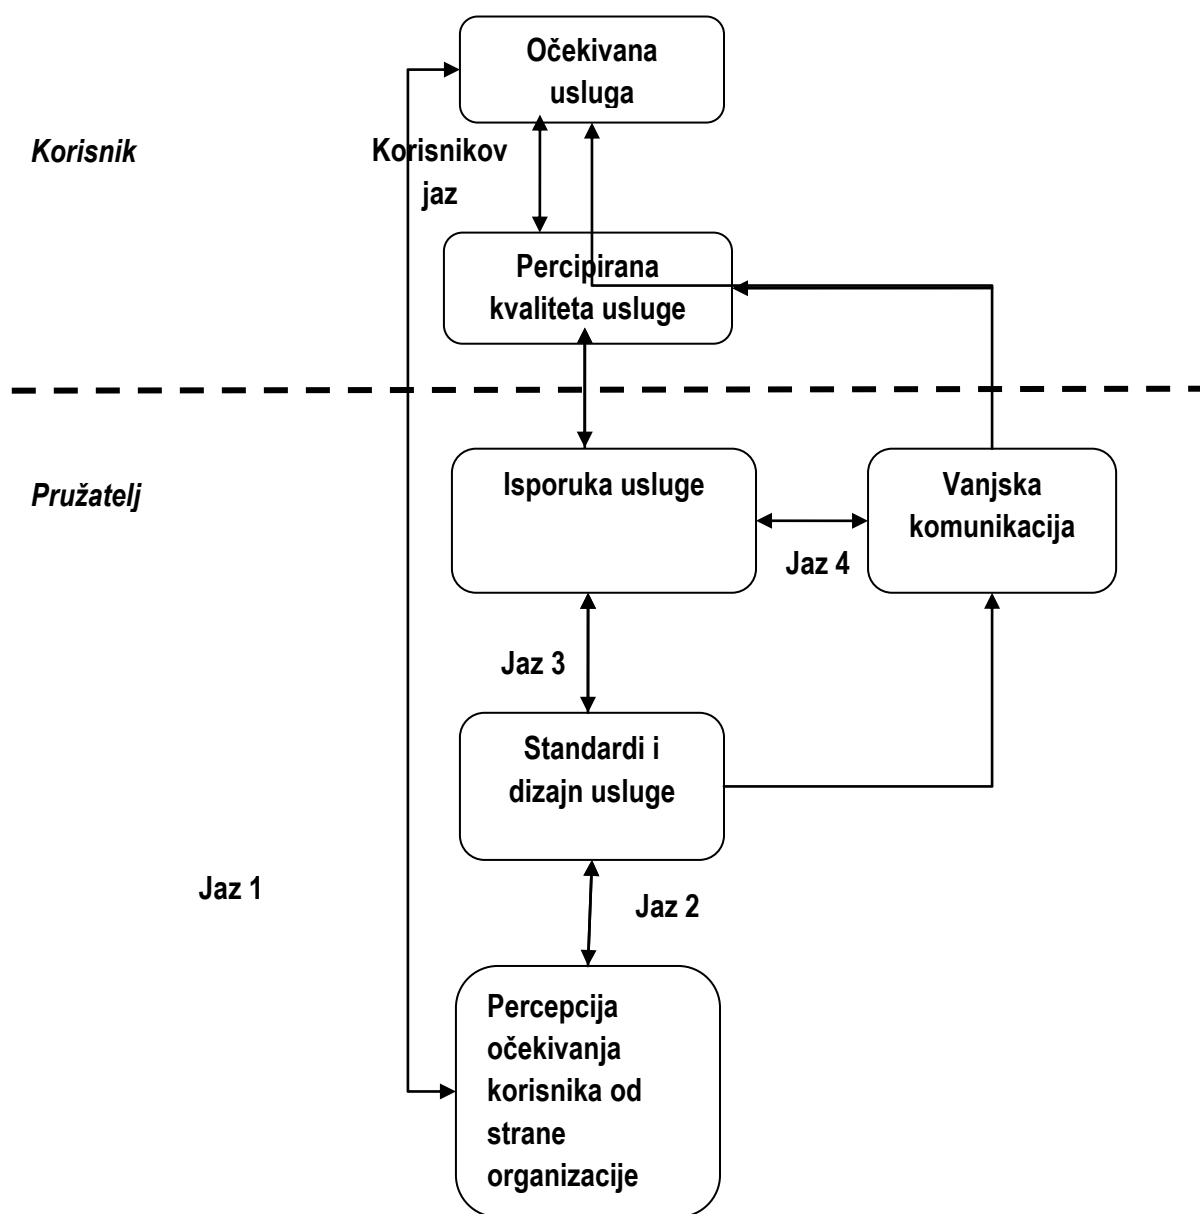 Očekivana
usluga
Korisnik
Korisnikov
jaz
Percipirana
kvaliteta usluge
Pružatelj
Isporuka usluge
Vanjska
komunikacija
Jaz 4
Jaz 3
Standardi i
dizajn usluge
Jaz 1
Jaz 2
Percepcija
očekivanja
korisnika od
strane
organizacije